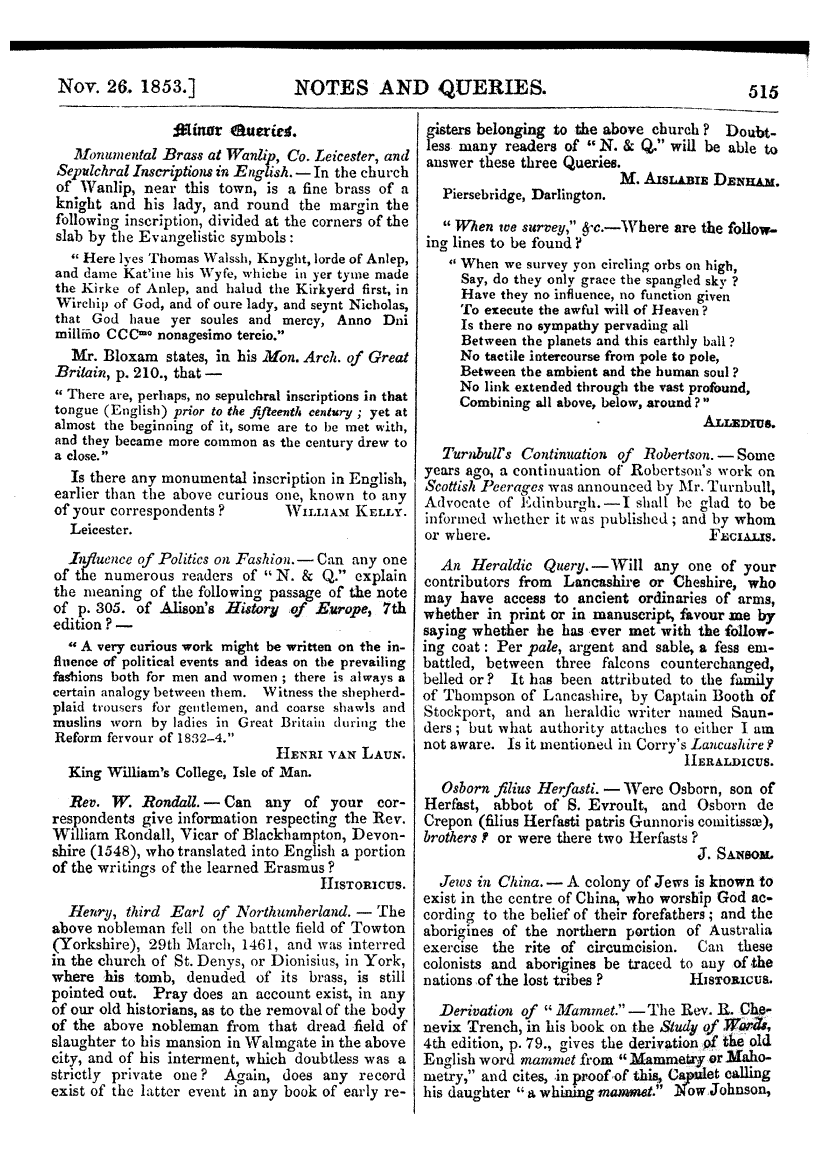 Nov. 26. 1853.] NOTES AND QUERIES. 515
Minor Queries.
Monumental Brass at Wanlip, Co. Leicester, and
Sepulchral Inscriptions in English. — In the church
of Wanlip, near this town, is a fine brass of a
knight and his lady, and round the margin the
following inscription, divided at the corners of the
slab by the Evangelistic symbols:
“ Here lyes Thomas Walssh, Knyght, lorde of Anlep,
and dame Kat'ine his Wyfe, whiche in yer tyme made
the Kirke of Anlep, and halud the Kirkyerd first, in
Wirchip of God, and of oure lady, and seynt Nicholas,
that God haue yer soules and mercy, Anno Dni
millm̃o CCCᵐᵒ nonagesimo tercio.”
Mr. Bloxam states, in his Mon. Arch. of Great
Britain, p. 210., that —
“ There are, perhaps, no sepulchral inscriptions in that
tongue (English) prior to the fifteenth century ; yet at
almost the beginning of it, some are to be met with,
and they became more common as the century drew to
a close.”
Is there any monumental inscription in English,
earlier than the above curious one, known to any
of your correspondents ? WILLIAM KELLY.
Leicester.
Influence of Politics on Fashion. — Can any one
of the numerous readers of “ N. & Q.” explain
the meaning of the following passage of the note
of p. 305. of Alison's History of Europe, 7th
edition ? —
“ A very curious work might be written on the in-
fluence of political events and ideas on the prevailing
fashions both for men and women ; there is always a
certain analogy between them. Witness the shepherd-
plaid trousers for gentlemen, and coarse shawls and
muslins worn by ladies in Great Britain during the
Reform fervour of 1832-4.”
HENRI VAN LAUN.
King William's College, Isle of Man.
Rev. W. Rondall. — Can any of your cor-
respondents give information respecting the Rev.
William Rondall, Vicar of Blackhampton, Devon-
shire (1548), who translated into English a portion
of the writings of the learned Erasmus ?
HISTORICUS.
Henry, third Earl of Northumberland. — The
above nobleman fell on the battle field of Towton
(Yorkshire), 29th March, 1461, and was interred
in the church of St. Denys, or Dionisius, in York,
where his tomb, denuded of its brass, is still
pointed out. Pray does an account exist, in any
of our old historians, as to the removal of the body
of the above nobleman from that dread field of
slaughter to his mansion in Walmgate in the above
city, and of his interment, which doubtless was a
strictly private one ? Again, does any record
exist of the latter event in any book of early re-
gisters belonging to the above church ? Doubt-
less many readers of “ N. & Q.” will be able to
answer these three Queries.
M. AISLABIE DENHAM.
Piersebridge, Darlington.
“ When we survey,” &c.—Where are the follow-
ing lines to be found ?
“ When we survey yon circling orbs on high,
Say, do they only grace the spangled sky ?
Have they no influence, no function given
To execute the awful will of Heaven ?
Is there no sympathy pervading all
Between the planets and this earthly ball ?
No tactile intercourse from pole to pole,
Between the ambient and the human soul ?
No link extended through the vast profound,
Combining all above, below, around ? ”
ALLEDIUS.
Turnbull's Continuation of Robertson. — Some
years ago, a continuation of Robertson's work on
Scottish Peerages was announced by Mr. Turnbull,
Advocate of Edinburgh. — I shall be glad to be
informed whether it was published ; and by whom
or where. FECIALIS.
An Heraldic Query. — Will any one of your
contributors from Lancashire or Cheshire, who
may have access to ancient ordinaries of arms,
whether in print or in manuscript, favour me by
saying whether he has ever met with the follow-
ing coat : Per pale, argent and sable, a fess em-
battled, between three falcons counterchanged,
belled or ? It has been attributed to the family
of Thompson of Lancashire, by Captain Booth of
Stockport, and an heraldic writer named Saun-
ders ; but what authority attaches to either I am
not aware. Is it mentioned in Corry's Lancashire ?
HERALDICUS.
Osborn filius Herfasti. — Were Osborn, son of
Herfast, abbot of S. Evroult, and Osborn de
Crepon (filius Herfasti patris Gunnoris comitissæ),
brothers ? or were there two Herfasts ?
J. SANSOM.
Jews in China. — A colony of Jews is known to
exist in the centre of China, who worship God ac-
cording to the belief of their forefathers ; and the
aborigines of the northern portion of Australia
exercise the rite of circumcision. Can these
colonists and aborigines be traced to any of the
nations of the lost tribes ? HISTORICUS.
Derivation of “ Mammet.” — The Rev. R. Che-
nevix Trench, in his book on the Study of Words,
4th edition, p. 79., gives the derivation of the old
English word mammet from “ Mammetry or Maho-
metry,” and cites, in proof of this, Capulet calling
his daughter “ a whining mammet.” Now Johnson,